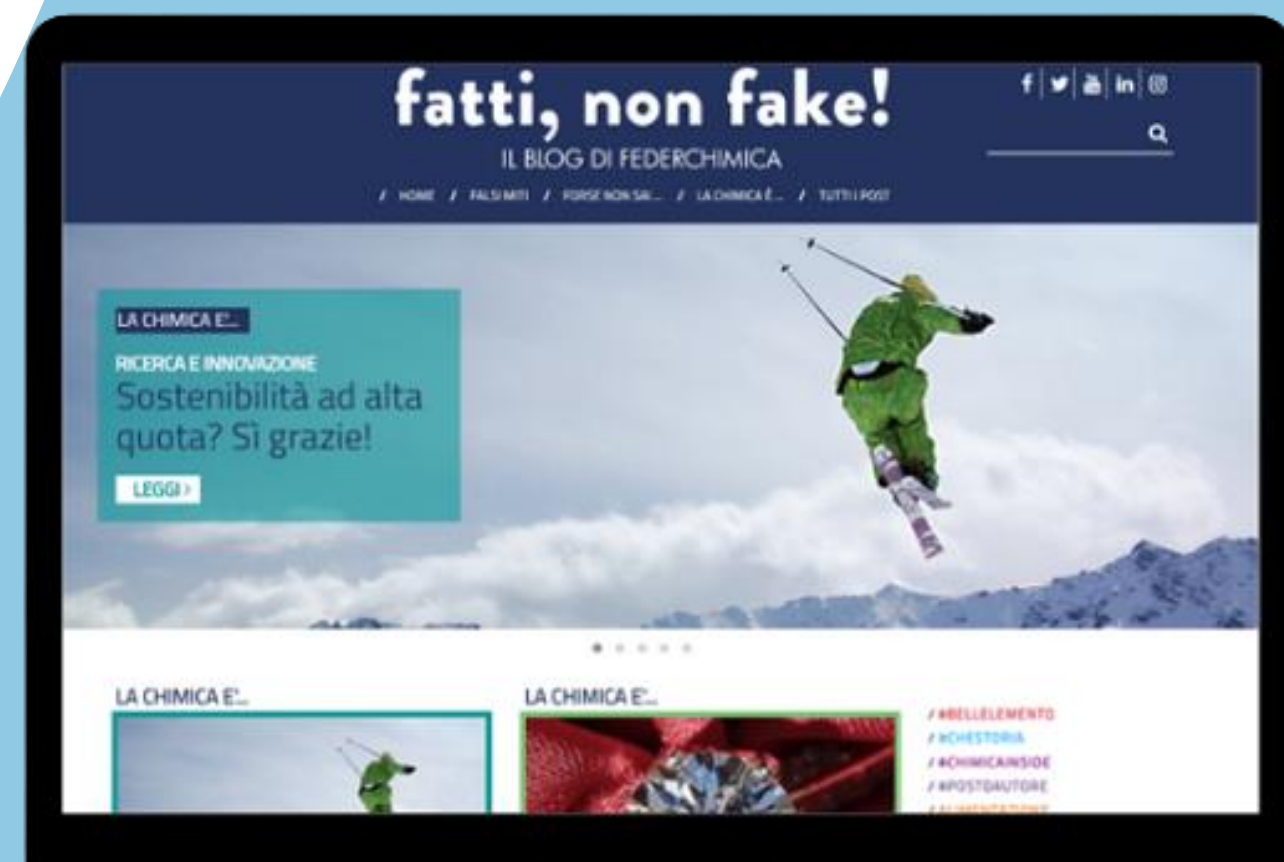 fatti, non fake!
IL BLOG DI FEDERCHIMICA
/ HOME / FALSI MITI / FORSE NON SAI... / LA CHIMICA È... / TUTTI I POST
LA CHIMICA E'...
RICERCA E INNOVAZIONE
Sostenibilità ad alta
quota? Sì grazie!
LEGGI >
LA CHIMICA E'...
LA CHIMICA E'...
/ #BELLELEMENTO
/ #CHESTORIA
/ #CHIMICAINSIDE
/ #POSTDAUTORE
/ ALIMENTAZIONE